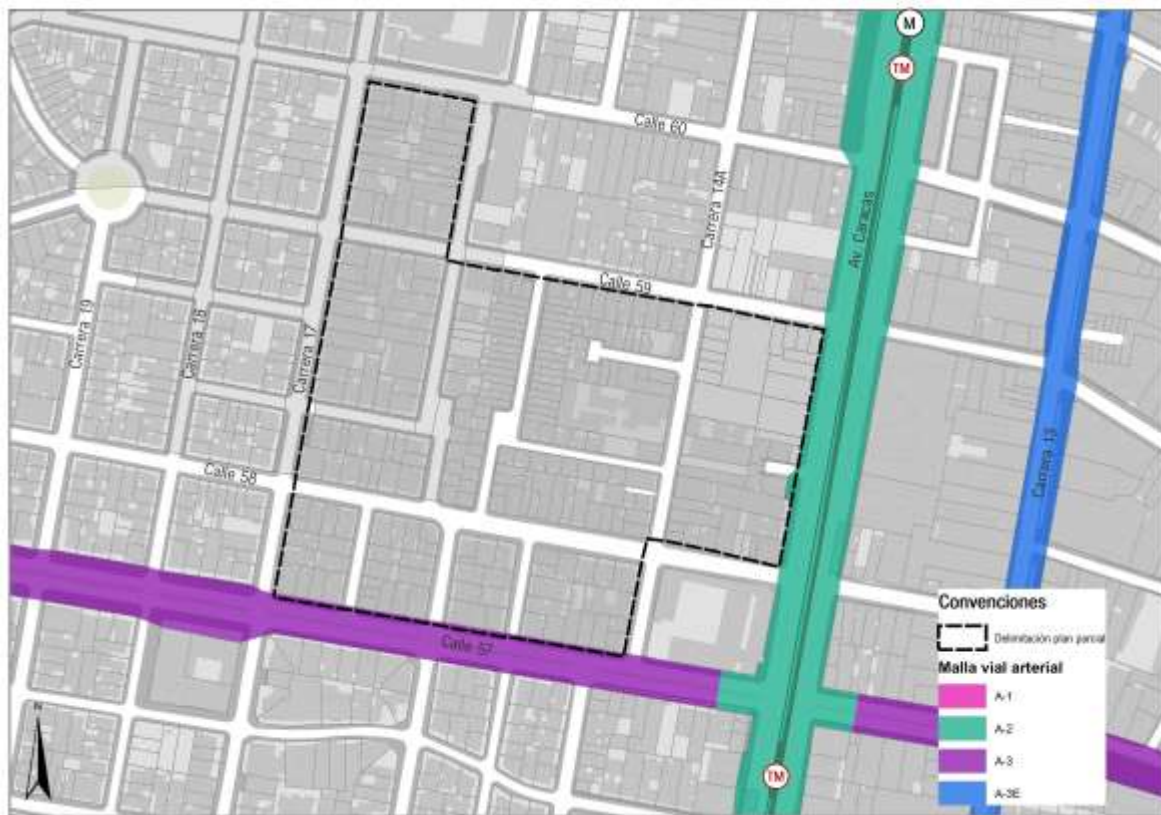 M
TM
Calle 60
Carrera 14A
Av. Caracas
Calle 59
Carrera 19
Carrera 18
Carrera 17
Carrera 13
Calle 58
Calle 57
TM
N
Convenciones
Delimitación plan parcial
Malla vial arterial
A-1
A-2
A-3
A-3E